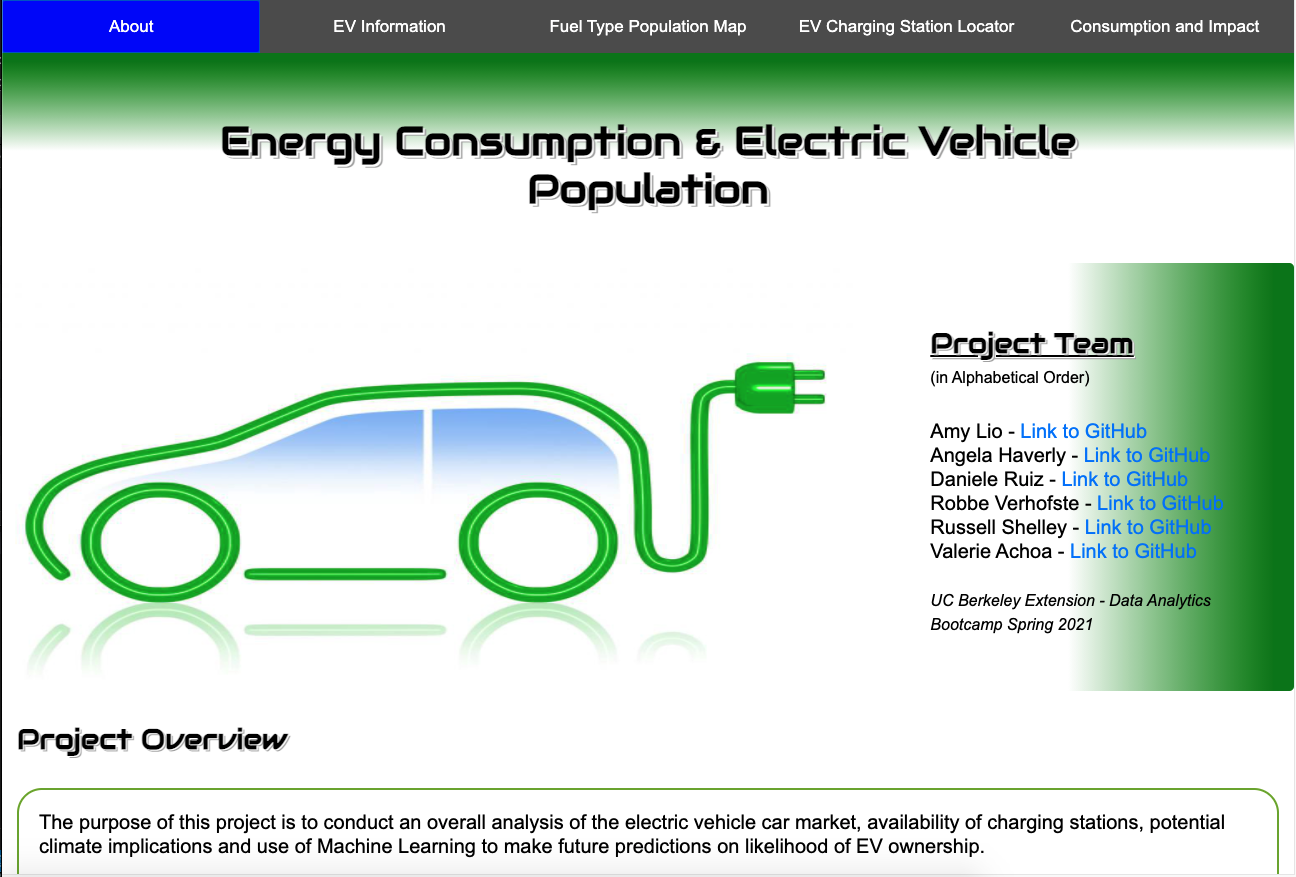 About
EV Information
Fuel Type Population Map
EV Charging Station Locator
Consumption and Impact
Energy Consumption & Electric Vehicle
Population
Project Team
(in Alphabetical Order)
Amy Lio - Link to GitHub
Angela Haverly - Link to GitHub
Daniele Ruiz - Link to GitHub
Robbe Verhofste - Link to GitHub
Russell Shelley - Link to GitHub
Valerie Achoa - Link to GitHub
UC Berkeley Extension - Data Analytics
Bootcamp Spring 2021
Project Overview
The purpose of this project is to conduct an overall analysis of the electric vehicle car market, availability of charging stations, potential
climate implications and use of Machine Learning to make future predictions on likelihood of EV ownership.